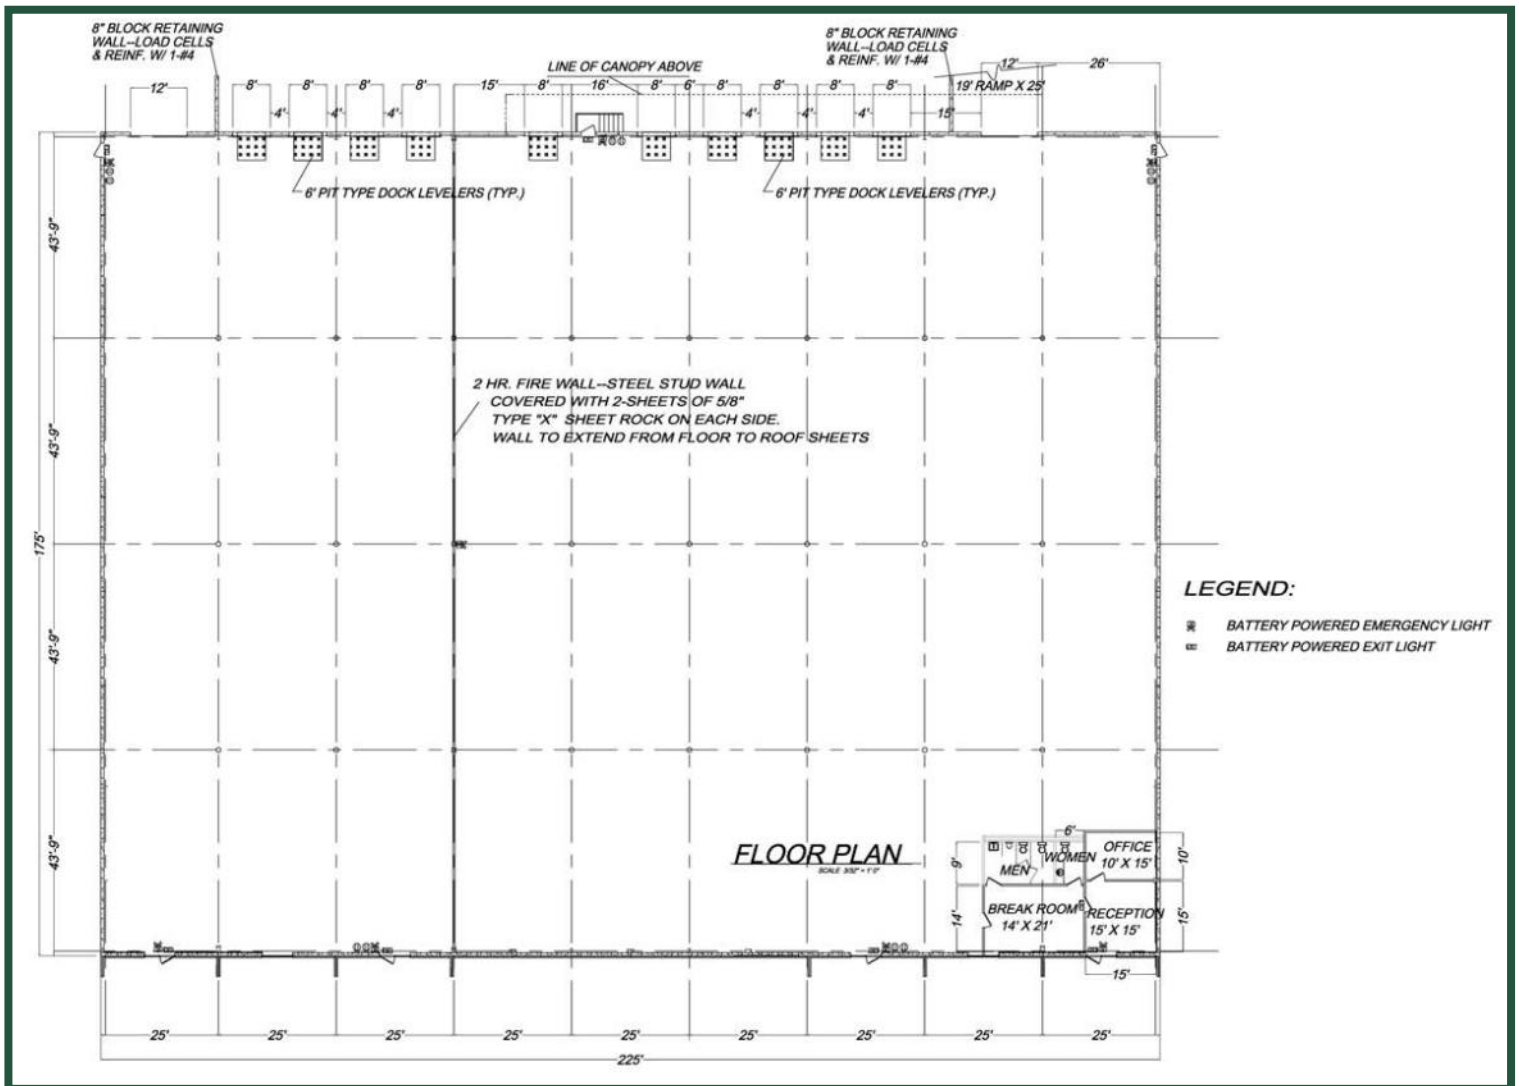 8" BLOCK RETAINING
WALL--LOAD CELLS
& REINF. W/ 1-#4
8" BLOCK RETAINING
WALL--LOAD CELLS
& REINF. W/ 1-#4
LINE OF CANOPY ABOVE
12'
26'
19' RAMP X 25'
12'
8'
8'
8'
8'
15'
8'
16'
8'
6'
8'
8'
8'
8'
4'
4'
4'
4'
4'
4'
15'
6' PIT TYPE DOCK LEVELERS (TYP.)
6' PIT TYPE DOCK LEVELERS (TYP.)
43'-9"
43'-9"
175'
43'-9"
43'-9"
2 HR. FIRE WALL--STEEL STUD WALL
COVERED WITH 2-SHEETS OF 5/8"
TYPE "X" SHEET ROCK ON EACH SIDE.
WALL TO EXTEND FROM FLOOR TO ROOF SHEETS
LEGEND:
BATTERY POWERED EMERGENCY LIGHT
BATTERY POWERED EXIT LIGHT
FLOOR PLAN
SCALE 3/32" = 1'0"
6'
9'
MEN
WOMEN
OFFICE
10' X 15'
10'
14'
BREAK ROOM
14' X 21'
RECEPTION
15' X 15'
15'
15'
25'
25'
25'
25'
25'
25'
25'
25'
25'
225'